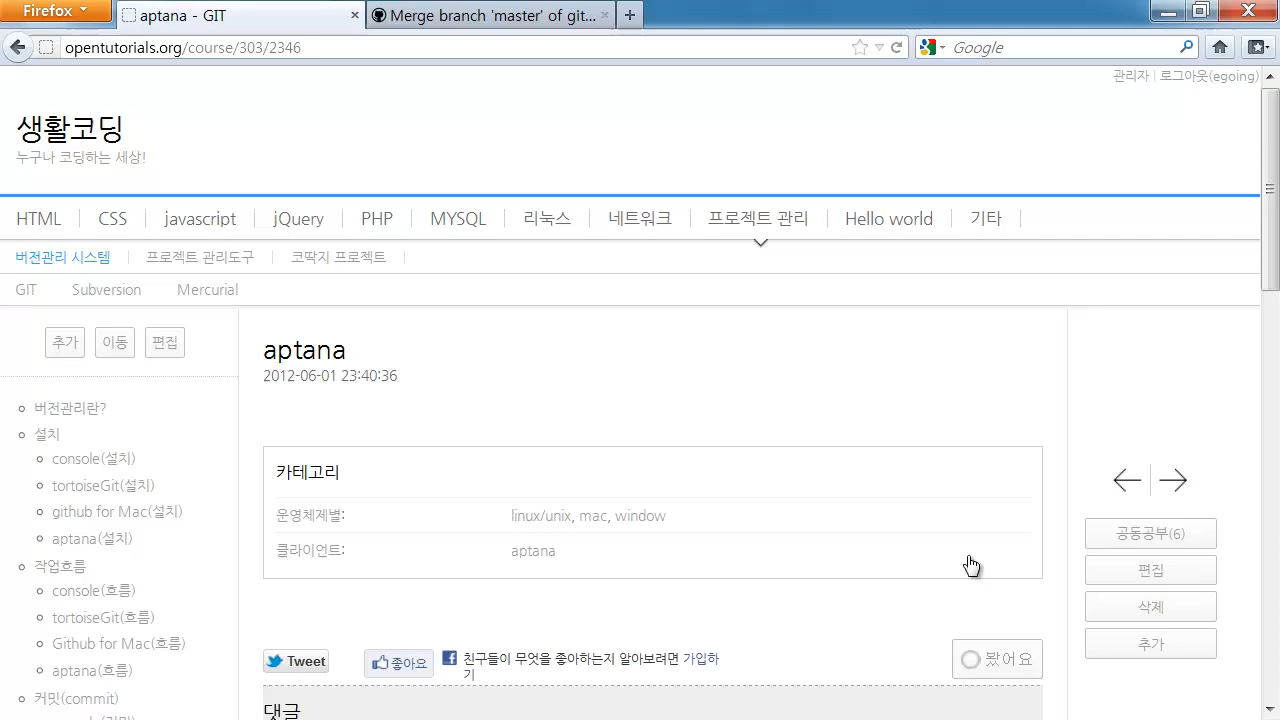 Firefox
aptana - GIT
Merge branch 'master' of git...
opentutorials.org/course/303/2346
Google
관리자 | 로그아웃(egoing)
생활코딩
누구나 코딩하는 세상!
HTML CSS javascript jQuery PHP MYSQL 리눅스 네트워크 프로젝트 관리 Hello world 기타
버전관리 시스템 프로젝트 관리도구 코딱지 프로젝트
GIT Subversion Mercurial
추가 이동 편집
버전관리란?
설치
console(설치)
tortoiseGit(설치)
github for Mac(설치)
aptana(설치)
작업흐름
console(흐름)
tortoiseGit(흐름)
Github for Mac(흐름)
aptana(흐름)
커밋(commit)
aptana
2012-06-01 23:40:36
카테고리
운영체제별: linux/unix, mac, window
클라이언트: aptana
Tweet
좋아요
친구들이 무엇을 좋아하는지 알아보려면 가입하
기
봤어요
댓글
공동공부(6)
편집
삭제
추가